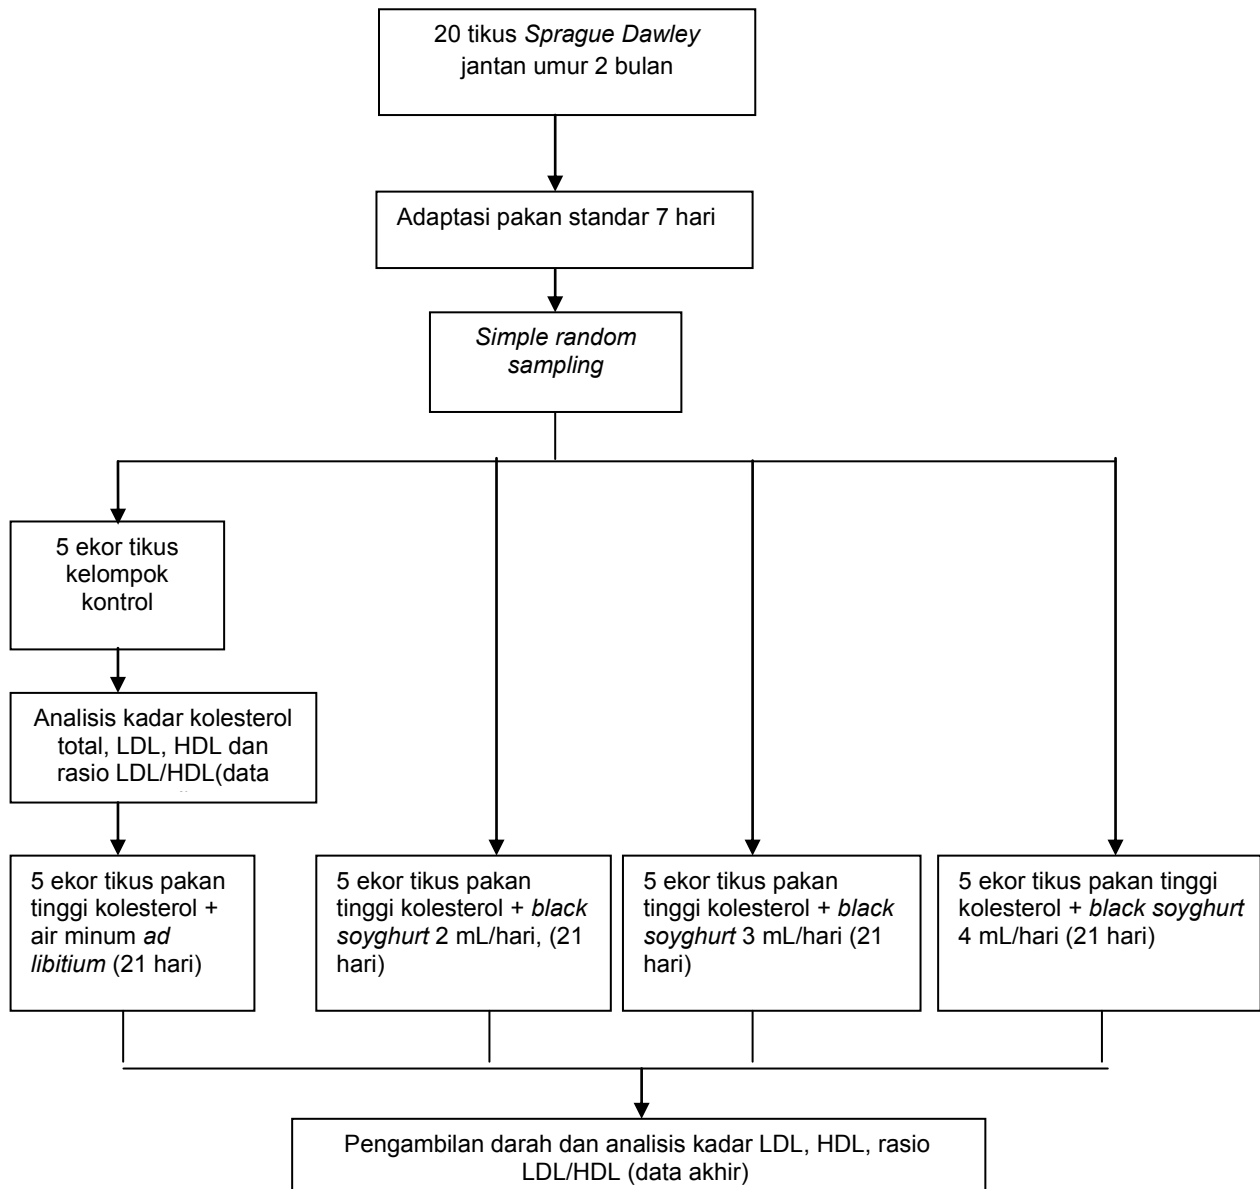 20 tikus Sprague Dawley
jantan umur 2 bulan
Adaptasi pakan standar 7 hari
Simple random
sampling
5 ekor tikus
kelompok
kontrol
Analisis kadar kolesterol
total, LDL, HDL dan
rasio LDL/HDL(data
5 ekor tikus pakan
tinggi kolesterol +
air minum ad
libitium (21 hari)
5 ekor tikus pakan
tinggi kolesterol + black
soyghurt 2 mL/hari, (21
hari)
5 ekor tikus pakan
tinggi kolesterol + black
soyghurt 3 mL/hari (21
hari)
5 ekor tikus pakan tinggi
kolesterol + black soyghurt
4 mL/hari (21 hari)
Pengambilan darah dan analisis kadar LDL, HDL, rasio
LDL/HDL (data akhir)